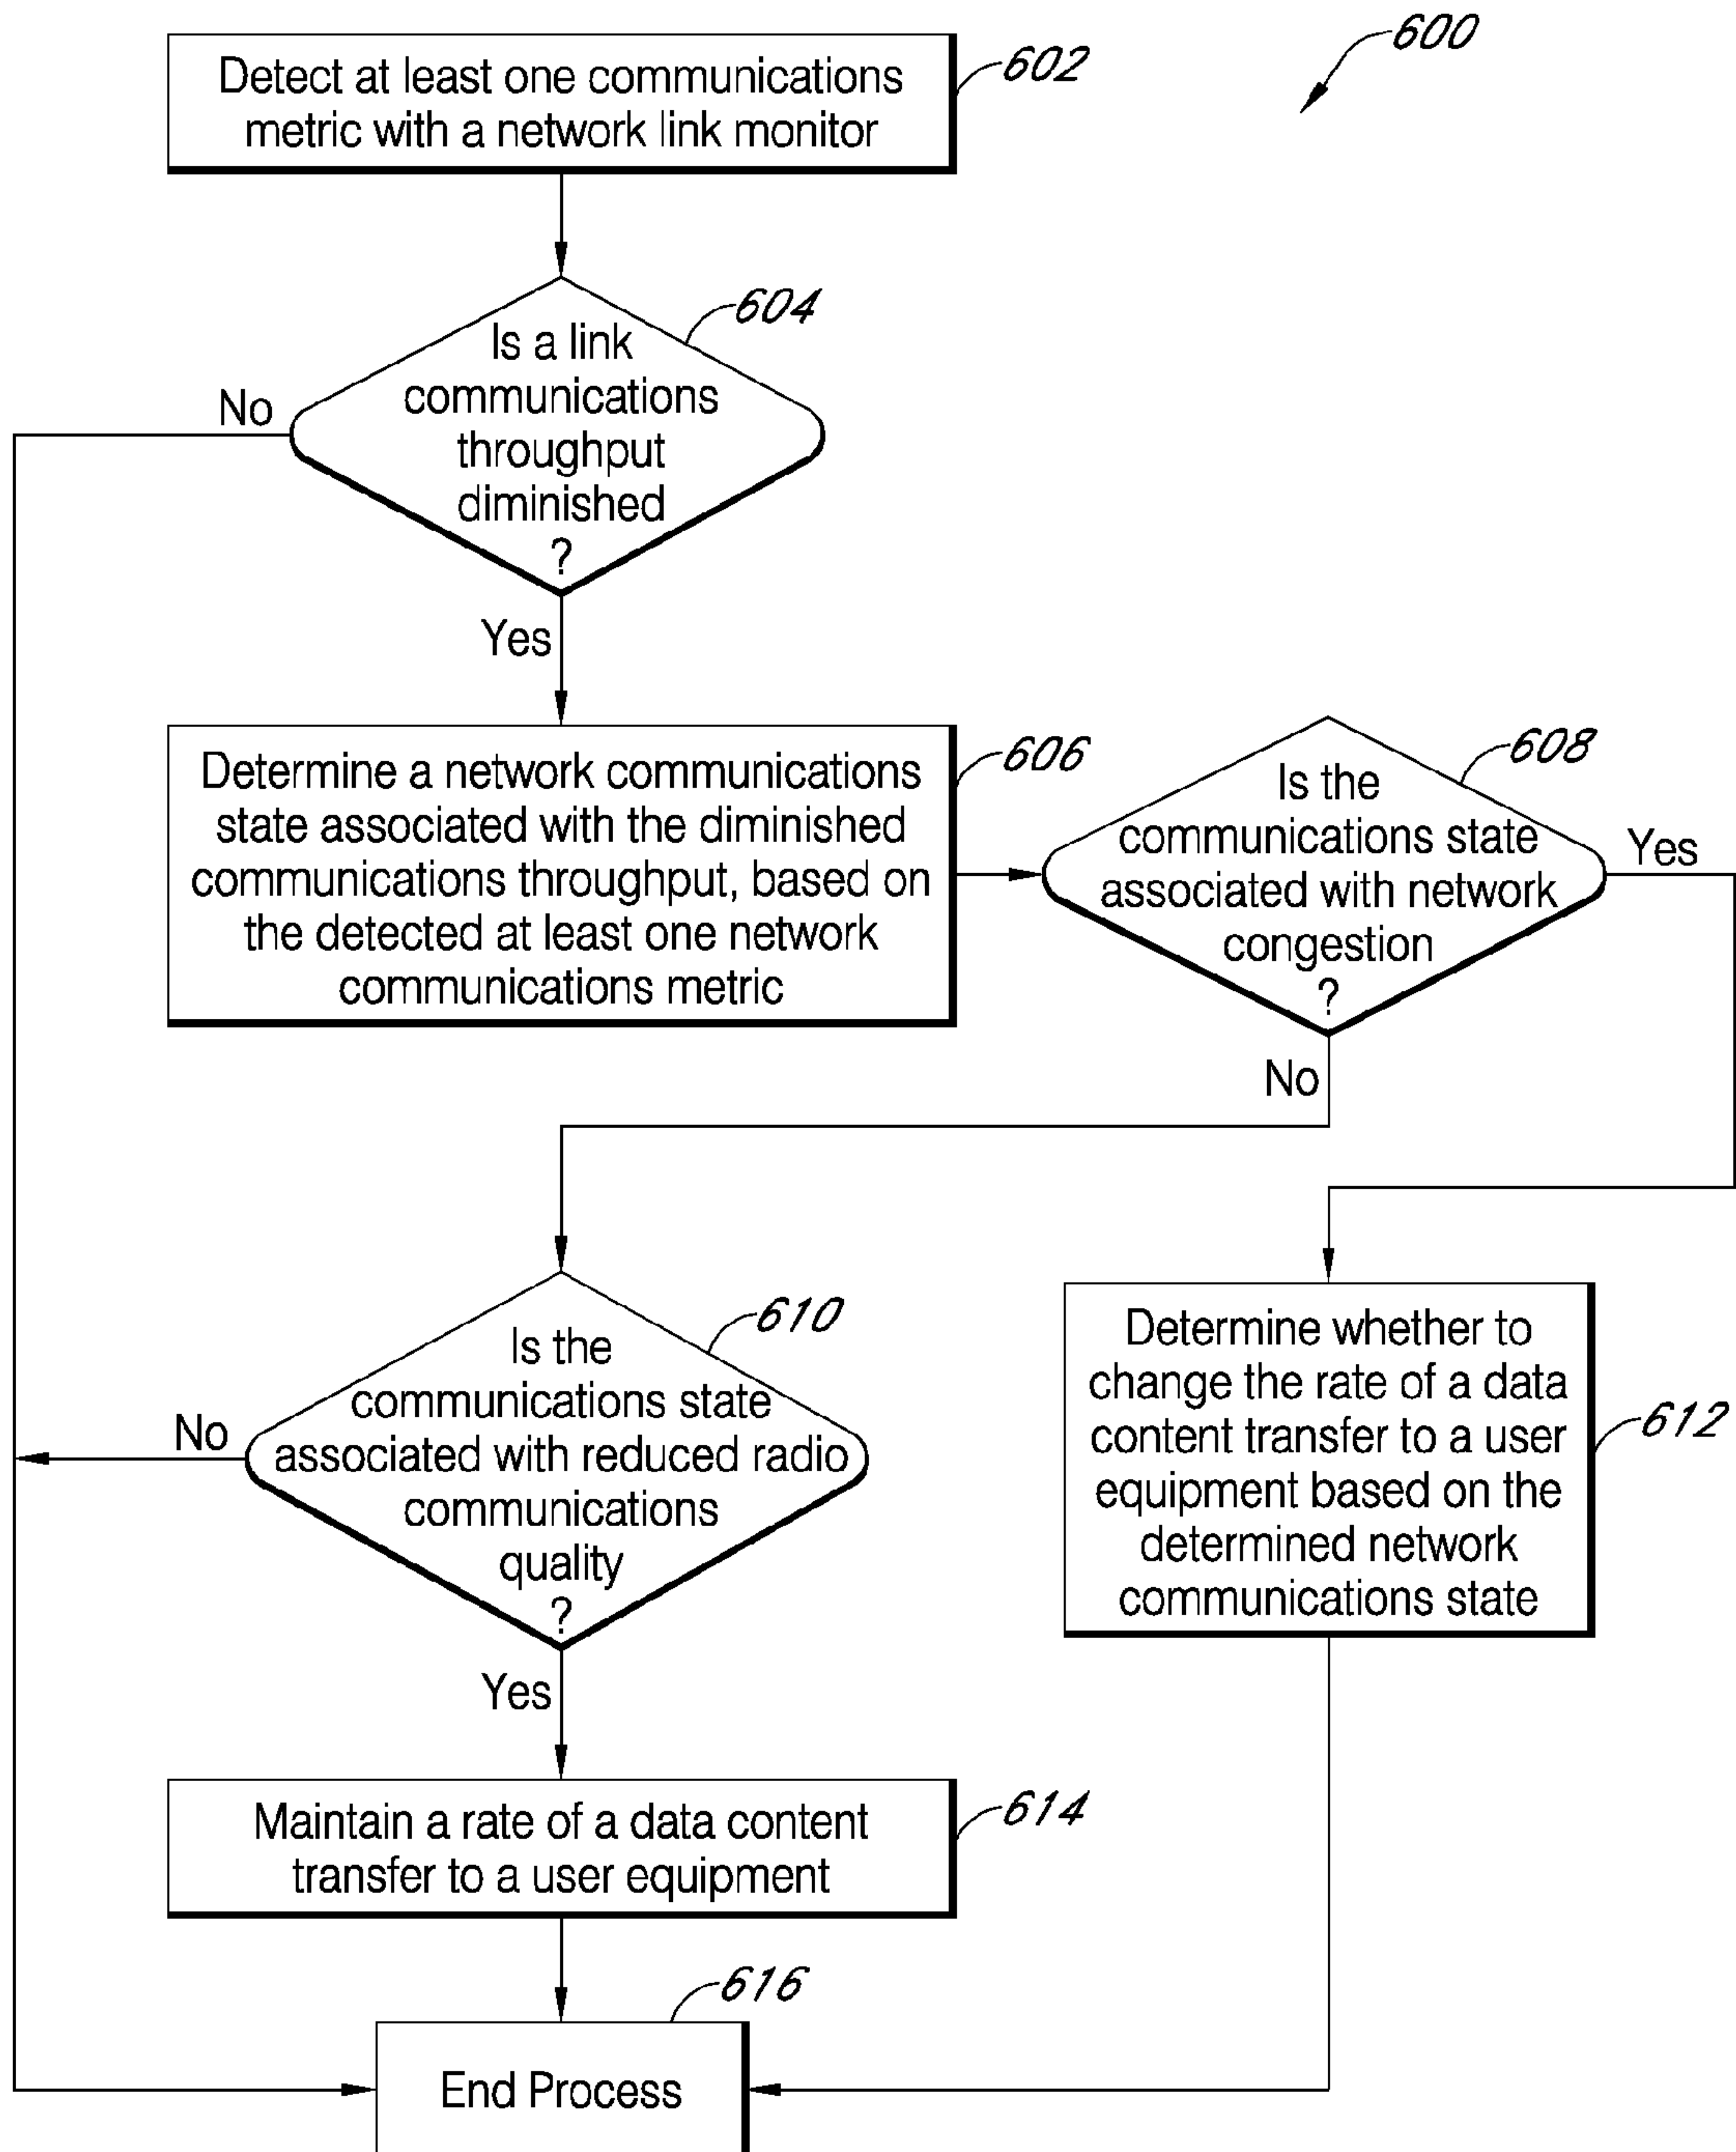 600
Detect at least one communications
metric with a network link monitor
602
604
Is a link
communications
throughput
diminished
?
No
Yes
Determine a network communications
state associated with the diminished
communications throughput, based on
the detected at least one network
communications metric
606
608
Is the
communications state
associated with network
congestion
?
Yes
No
610
Is the
communications state
associated with reduced radio
communications
quality
?
No
Yes
Determine whether to
change the rate of a data
content transfer to a user
equipment based on the
determined network
communications state
612
Maintain a rate of a data content
transfer to a user equipment
614
616
End Process